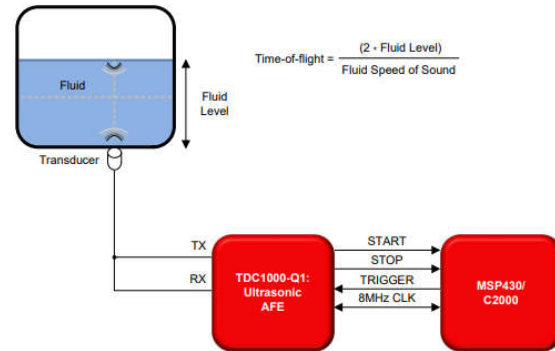 Time-of-flight =
(2 • Fluid Level)
Fluid Speed of Sound
Fluid
Fluid
Level
Transducer
TX
RX
TDC1000-Q1:
Ultrasonic
AFE
START
STOP
TRIGGER
8MHz CLK
MSP430/
C2000